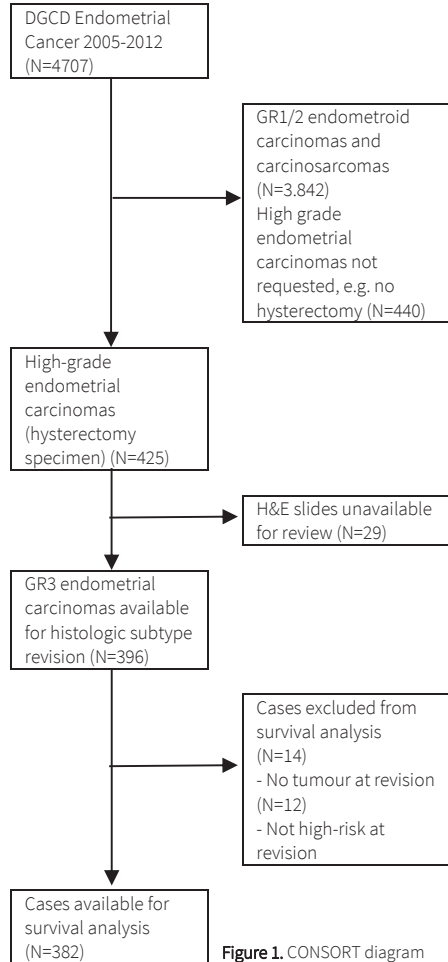 DGCD Endometrial
Cancer 2005-2012
(N=4707)
GR1/2 endometroid
carcinomas and
carcinosarcomas
(N=3.842)
High grade
endometrial
carcinomas not
requested, e.g. no
hysterectomy (N=440)
High-grade
endometrial
carcinomas
(hysterectomy
specimen) (N=425)
H&E slides unavailable
for review (N=29)
GR3 endometrial
carcinomas available
for histologic subtype
revision (N=396)
Cases excluded from
survival analysis
(N=14)
- No tumour at revision
(N=12)
- Not high-risk at
revision
Cases available for
survival analysis
(N=382)
Figure 1. CONSORT diagram